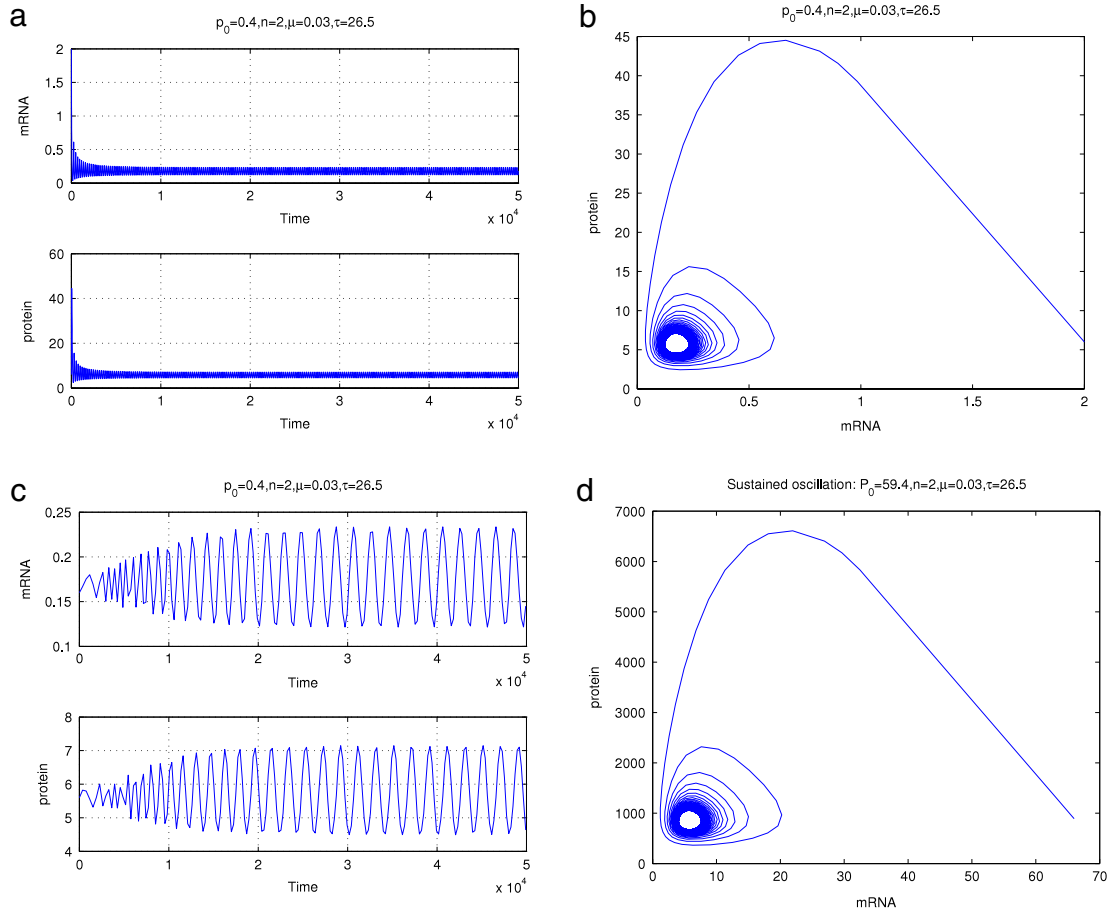 a
p0=0.4,n=2,μ=0.03,τ=26.5
2
1.5
1
0.5
0
mRNA
0 1 2 3 4 5
Time
x 10^4
60
40
20
0
protein
0 1 2 3 4 5
Time
x 10^4
b
p0=0.4,n=2,μ=0.03,τ=26.5
45
40
35
30
25
20
15
10
5
0
protein
0 0.5 1 1.5 2
mRNA
c
p0=0.4,n=2,μ=0.03,τ=26.5
0.25
0.2
0.15
0.1
mRNA
0 1 2 3 4 5
Time
x 10^4
8
7
6
5
4
protein
0 1 2 3 4 5
Time
x 10^4
d
Sustained oscillation: P0=59.4,n=2,μ=0.03,τ=26.5
7000
6000
5000
4000
3000
2000
1000
0
protein
0 10 20 30 40 50 60 70
mRNA